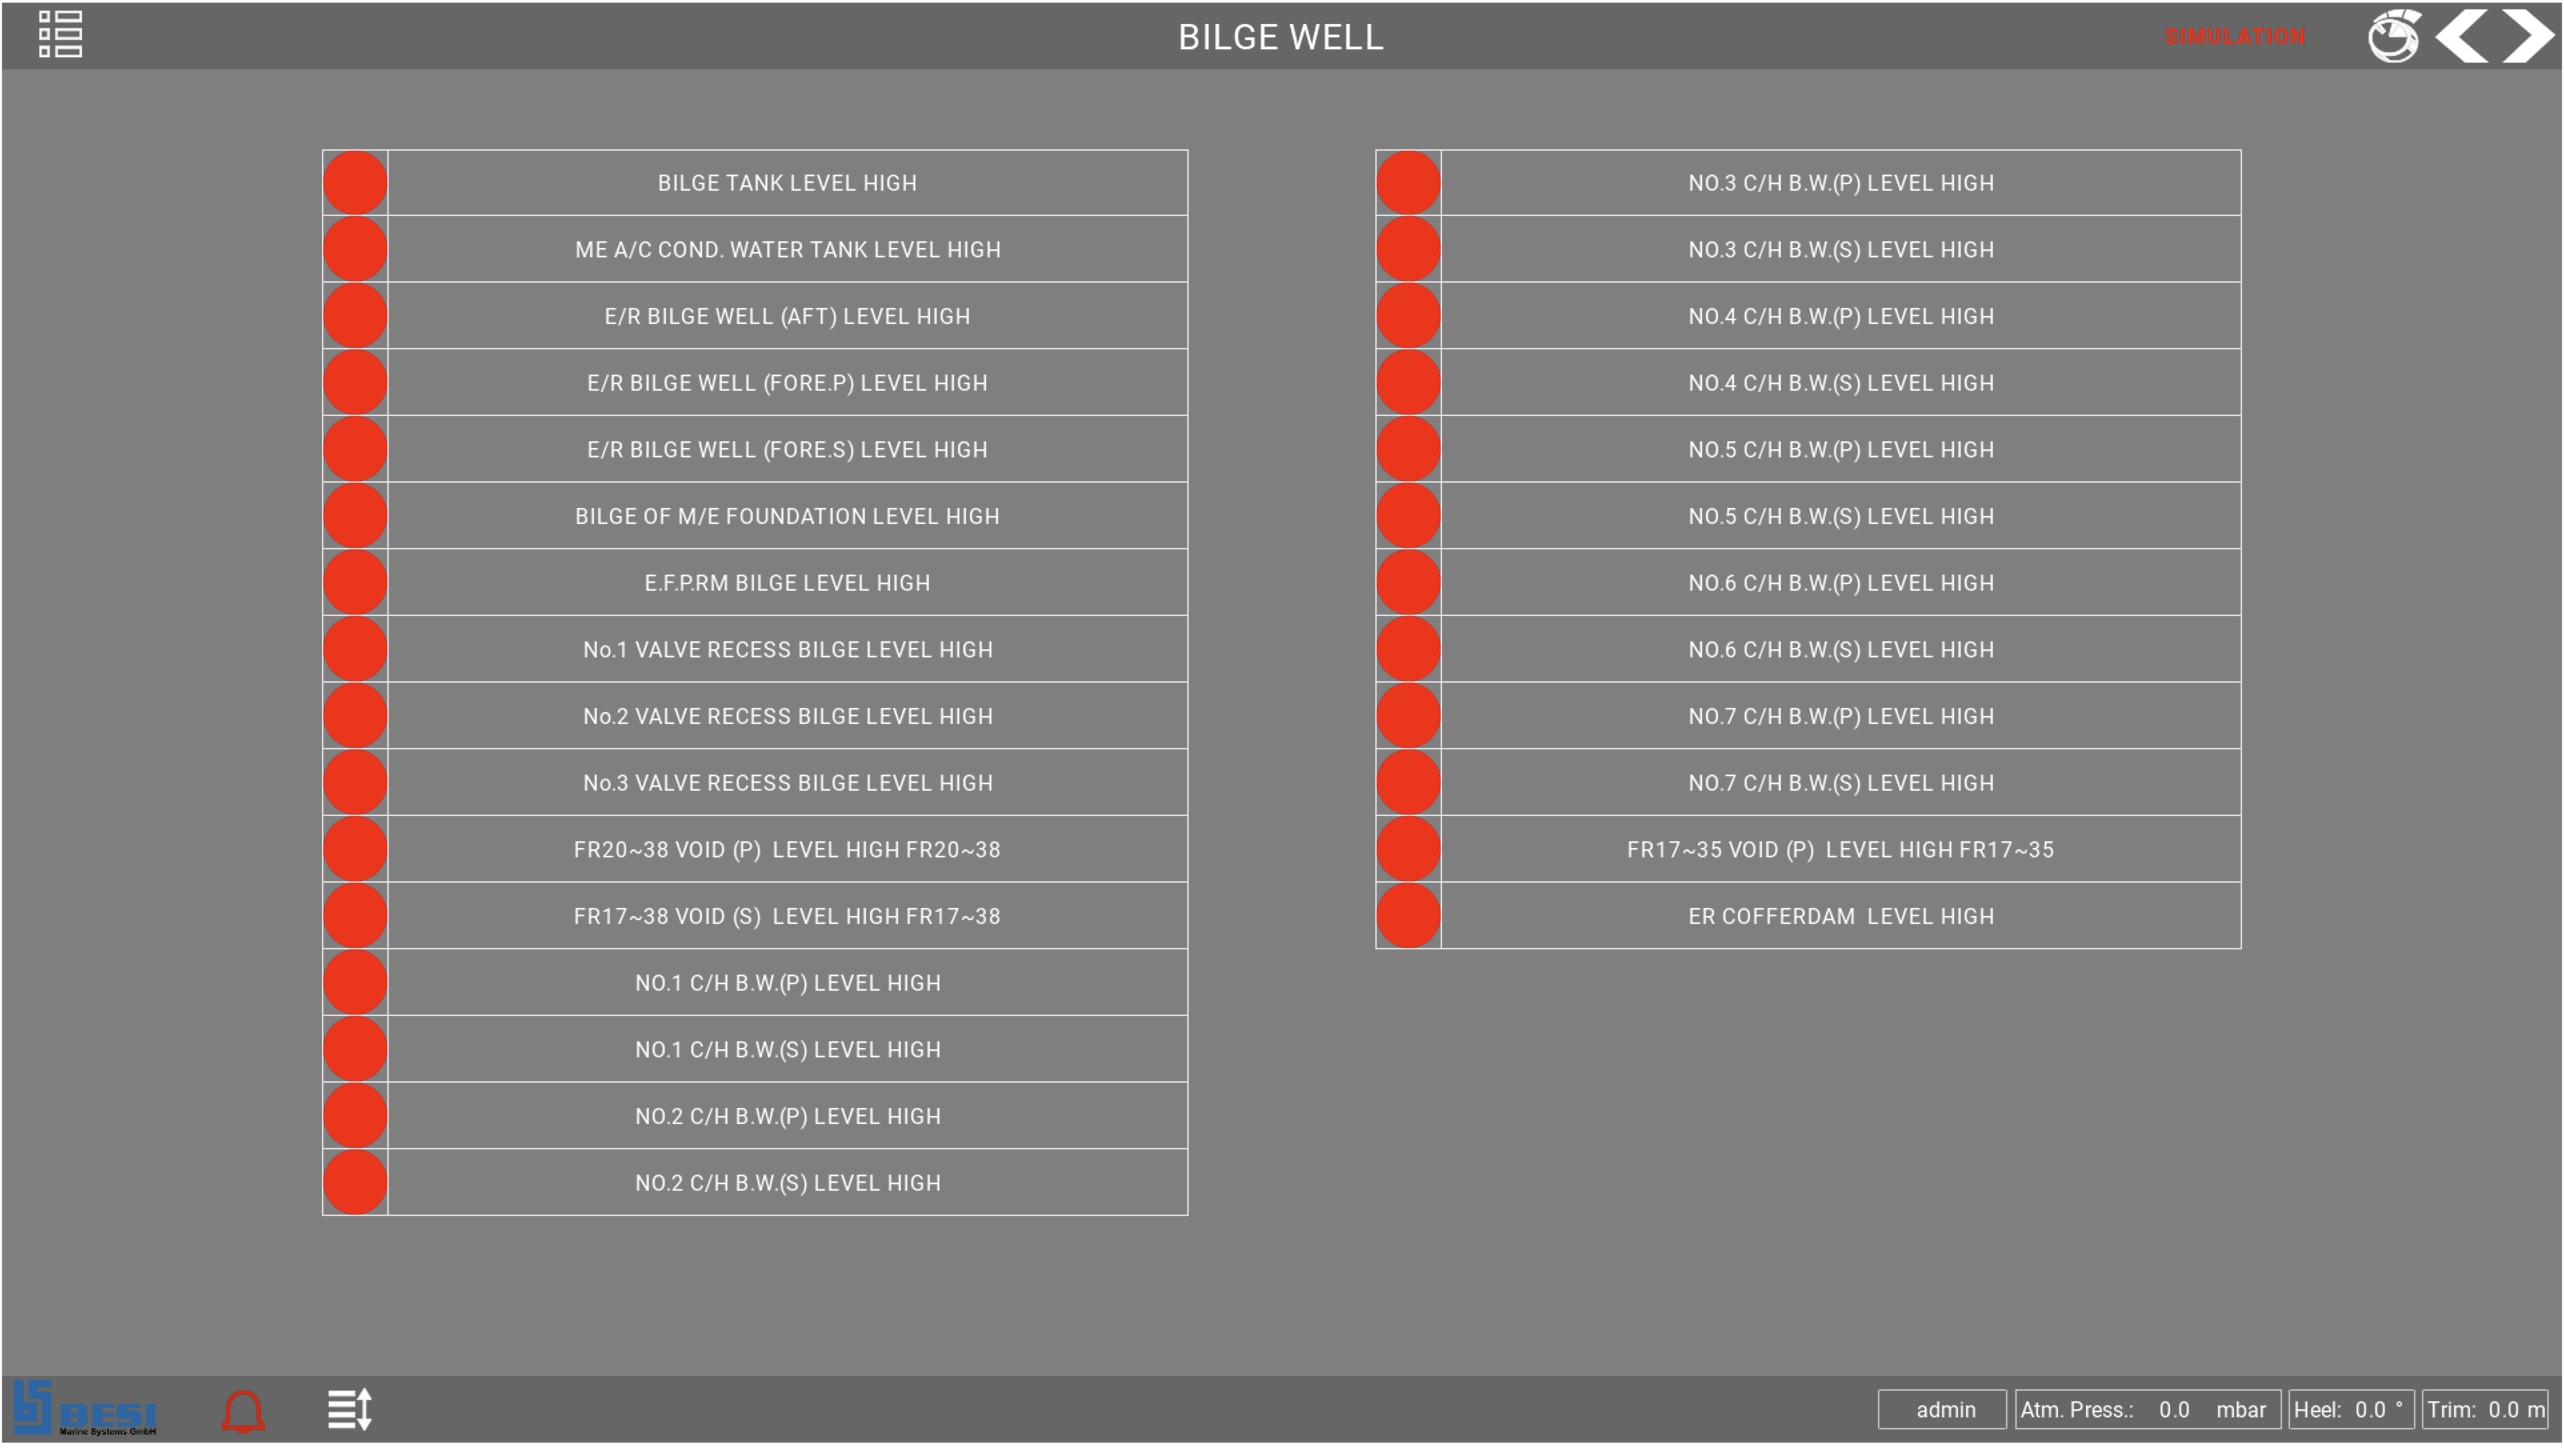 BILGE WELL
SIMULATION
BILGE TANK LEVEL HIGH
ME A/C COND. WATER TANK LEVEL HIGH
E/R BILGE WELL (AFT) LEVEL HIGH
E/R BILGE WELL (FORE.P) LEVEL HIGH
E/R BILGE WELL (FORE.S) LEVEL HIGH
BILGE OF M/E FOUNDATION LEVEL HIGH
E.F.P.RM BILGE LEVEL HIGH
No.1 VALVE RECESS BILGE LEVEL HIGH
No.2 VALVE RECESS BILGE LEVEL HIGH
No.3 VALVE RECESS BILGE LEVEL HIGH
FR20~38 VOID (P) LEVEL HIGH FR20~38
FR17~38 VOID (S) LEVEL HIGH FR17~38
NO.1 C/H B.W.(P) LEVEL HIGH
NO.1 C/H B.W.(S) LEVEL HIGH
NO.2 C/H B.W.(P) LEVEL HIGH
NO.2 C/H B.W.(S) LEVEL HIGH
NO.3 C/H B.W.(P) LEVEL HIGH
NO.3 C/H B.W.(S) LEVEL HIGH
NO.4 C/H B.W.(P) LEVEL HIGH
NO.4 C/H B.W.(S) LEVEL HIGH
NO.5 C/H B.W.(P) LEVEL HIGH
NO.5 C/H B.W.(S) LEVEL HIGH
NO.6 C/H B.W.(P) LEVEL HIGH
NO.6 C/H B.W.(S) LEVEL HIGH
NO.7 C/H B.W.(P) LEVEL HIGH
NO.7 C/H B.W.(S) LEVEL HIGH
FR17~35 VOID (P) LEVEL HIGH FR17~35
ER COFFERDAM LEVEL HIGH
BESI
Marine Systems GmbH
admin
Atm. Press.: 0.0 mbar
Heel: 0.0 °
Trim: 0.0 m